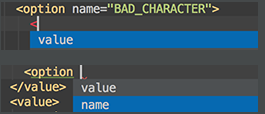 <option name="BAD_CHARACTER">
<
value
<option
</value> value
<value> name